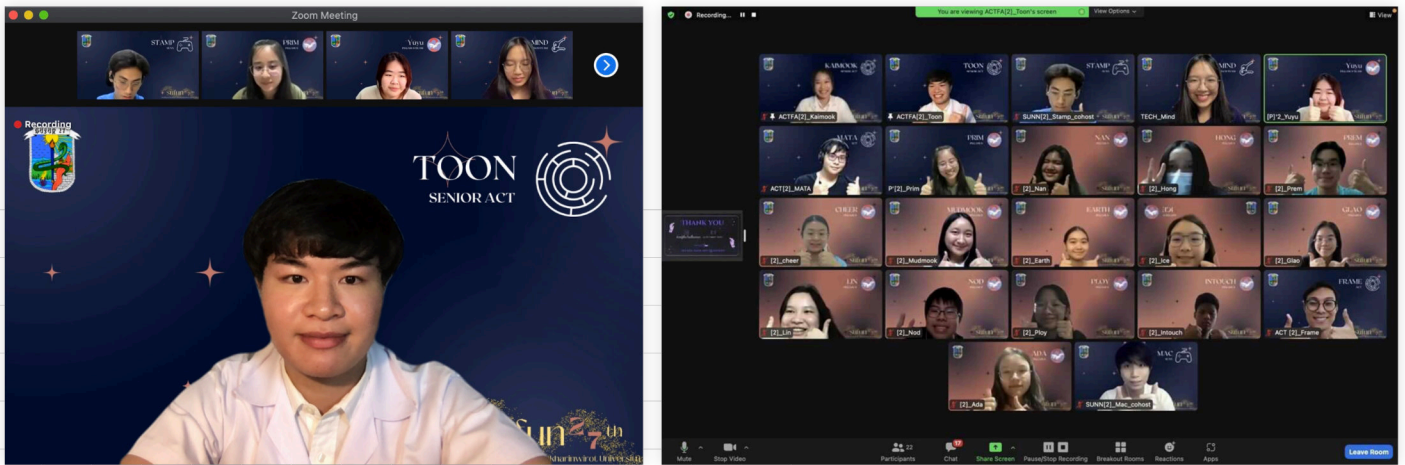 Zoom Meeting
STAMP
PRIM
Yuyu
MIND
Recording
TOON
SENIOR ACT
27th
Recording...
You are viewing ACTFA[2]_Toon's screen
View Options
View
KAIMOOK
TOON
STAMP
MIND
Yuyu
ACTFA[2]_Kaimook
ACTFA[2]_Toon
SUNN[2]_Stamp_cohost
TECH_Mind
[P]'2_Yuyu
MATA
PRIM
NAN
HONG
PREM
ACT[2]_MATA
P'[2]_Prim
[2]_Nan
[2]_Hong
[2]_Prem
THANK YOU
CHEER
MUDMOOK
EARTH
ICE
GLAO
[2]_cheer
[2]_Mudmook
[2]_Earth
[2]_Ice
[2]_Glao
LIN
NOD
PLOY
INTOUCH
FRAME
[2]_Lin
[2]_Nod
[2]_Ploy
[2]_Intouch
ACT [2]_Frame
ADA
MAC
[2]_Ada
SUNN[2]_Mac_cohost
Mute
Stop Video
Participants
22
Chat
17
Share Screen
Pause/Stop Recording
Breakout Rooms
Reactions
Apps
Leave Room